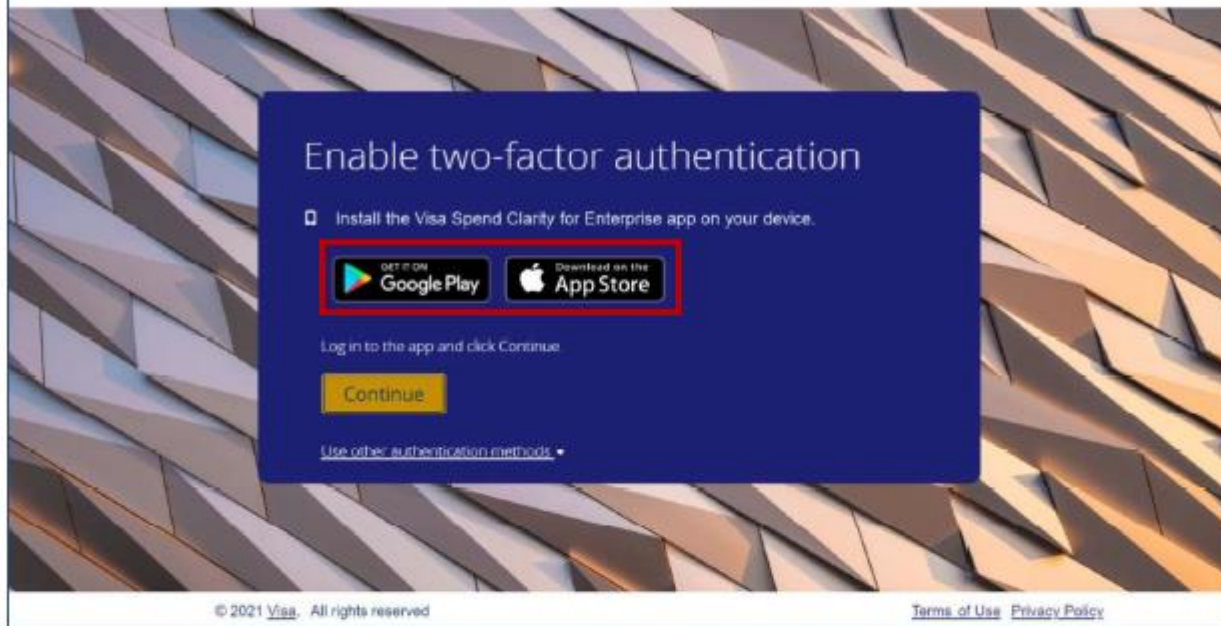 Enable two-factor authentication
Install the Visa Spend Clarity for Enterprise app on your device.
GET IT ON
Google Play
Download on the
App Store
Log in to the app and click Continue.
Continue
Use other authentication methods
© 2021 Visa. All rights reserved
Terms of Use Privacy Policy